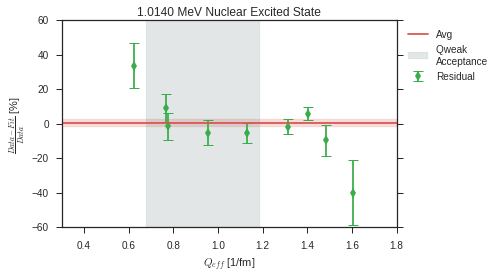 1.0140 MeV Nuclear Excited State
60
40
20
0
−20
−40
−60
Data − Fit / Data [%]
0.4 0.6 0.8 1.0 1.2 1.4 1.6 1.8
Q_eff [1/fm]
Avg
Qweak
Acceptance
Residual